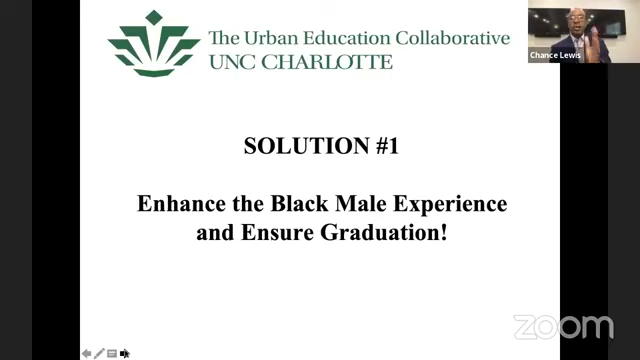 The Urban Education Collaborative
UNC CHARLOTTE
Chance Lewis
SOLUTION #1
Enhance the Black Male Experience
and Ensure Graduation!
zoom